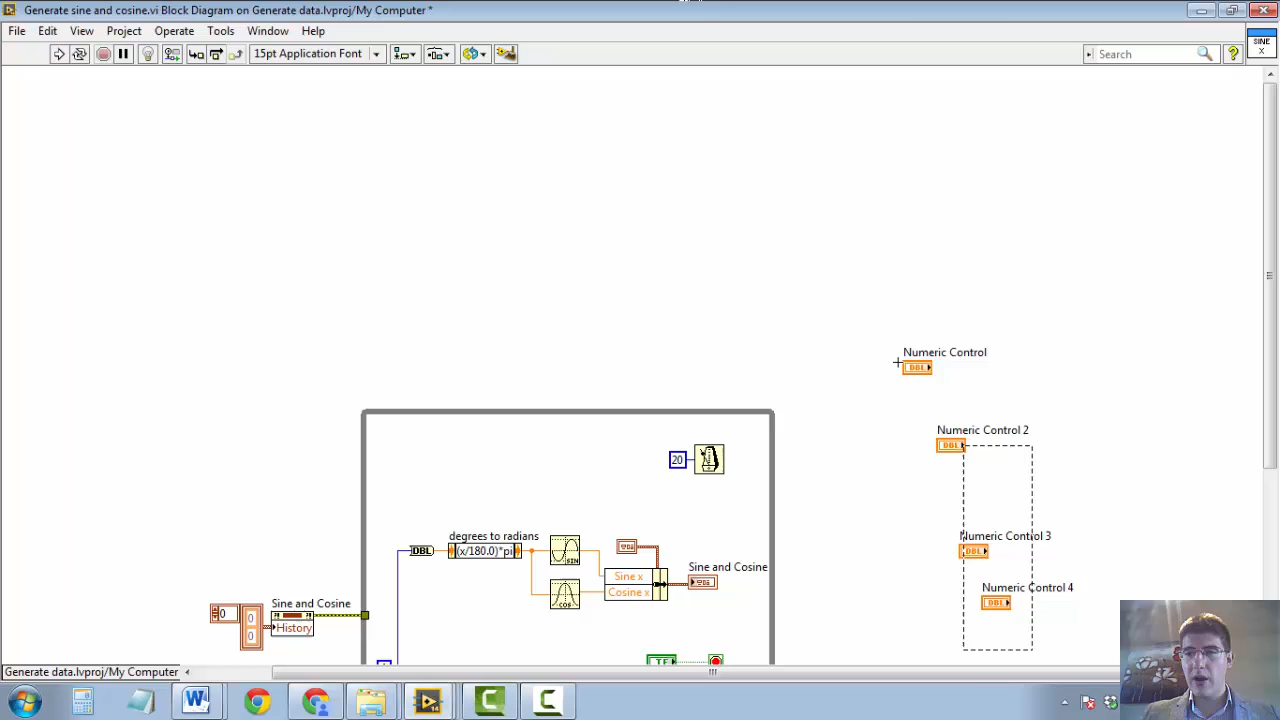 Generate sine and cosine.vi Block Diagram on Generate data.lvproj/My Computer *
File Edit View Project Operate Tools Window Help
15pt Application Font
Search
SINE
X
Numeric Control
DBL
Numeric Control 2
DBL
20
degrees to radians
Numeric Control 3
DBL
(x/180.0)*pi
DBL
SIN
Sine and Cosine
Sine x
Numeric Control 4
Cosine x
COS
DBL
Sine and Cosine
0
0
History
0
TF
Generate data.lvproj/My Computer